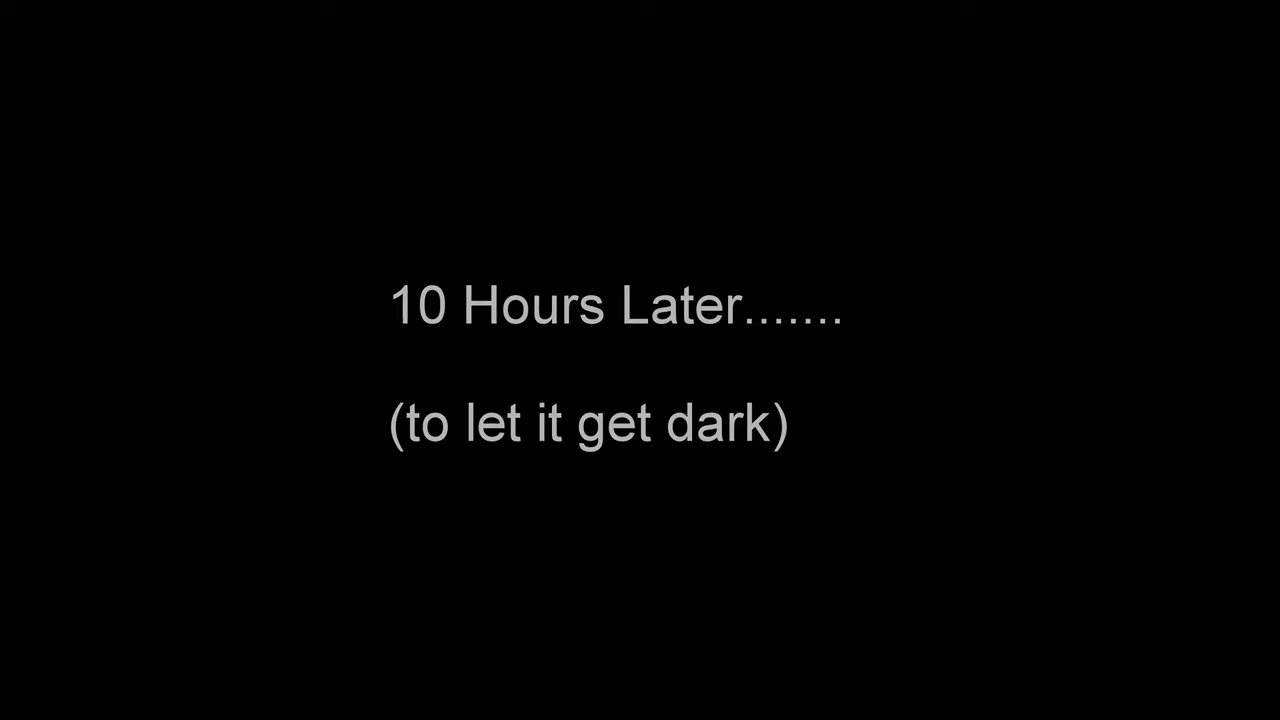 10 Hours Later.......
(to let it get dark)